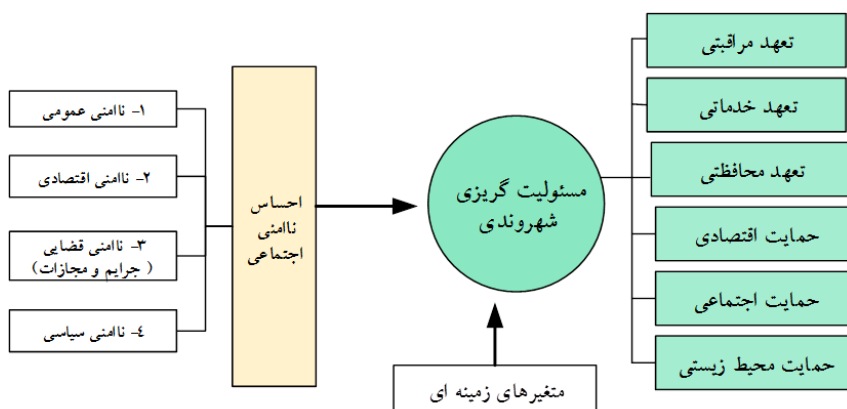 تعهد مراقبتی
تعهد خدماتی
تعهد محافظتی
حمایت اقتصادی
حمایت اجتماعی
حمایت محیط زیستی
مسئولیت گریزی
شهروندی
متغیرهای زمینه ای
احساس
ناامنی
اجتماعی
۱- ناامنی عمومی
۲- ناامنی اقتصادی
۳- ناامنی قضایی
( جرایم و مجازات)
۴- ناامنی سیاسی